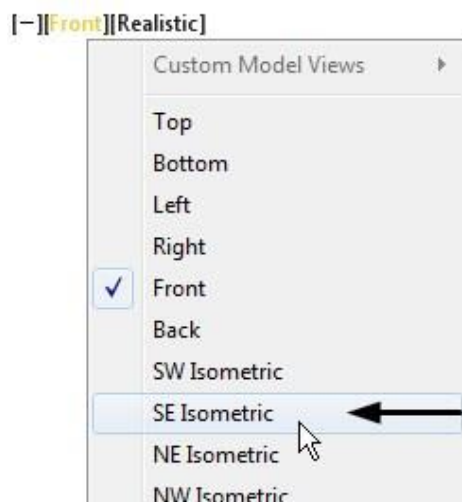 [−][Front][Realistic]
Custom Model Views
Top
Bottom
Left
Right
Front
Back
SW Isometric
SE Isometric
NE Isometric
NW Isometric